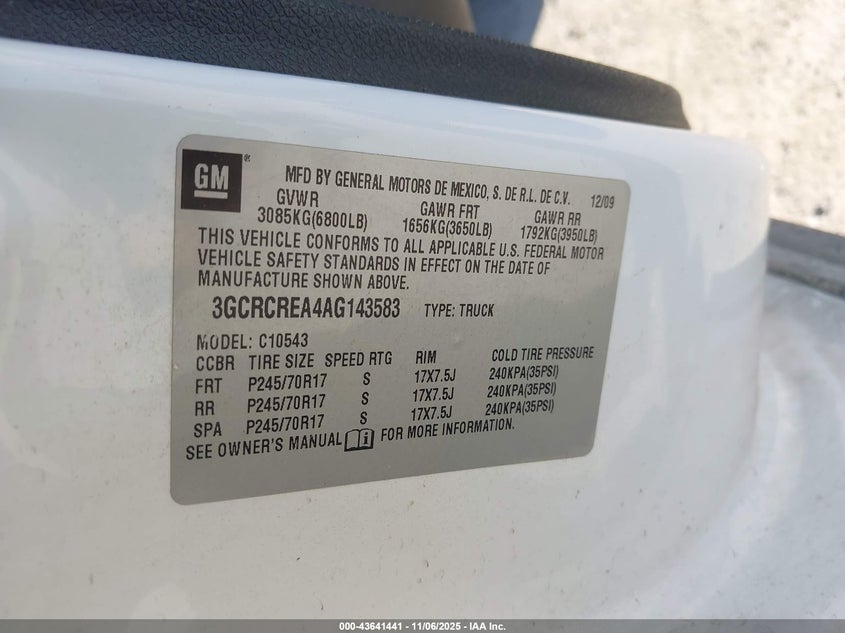 GM ®
MFD BY GENERAL MOTORS DE MEXICO, S. DE R.L. DE C.V. 12/09
GVWR GAWR FRT GAWR RR
3085KG(6800LB) 1656KG(3650LB) 1792KG(3950LB)
THIS VEHICLE CONFORMS TO ALL APPLICABLE U.S. FEDERAL MOTOR
VEHICLE SAFETY STANDARDS IN EFFECT ON THE DATE OF
MANUFACTURE SHOWN ABOVE.
3GCRCREA4AG143583 TYPE: TRUCK
MODEL: C10543
CCBR TIRE SIZE SPEED RTG RIM COLD TIRE PRESSURE
FRT P245/70R17 S 17X7.5J 240KPA(35PSI)
RR P245/70R17 S 17X7.5J 240KPA(35PSI)
SPA P245/70R17 S 17X7.5J 240KPA(35PSI)
SEE OWNER'S MANUAL FOR MORE INFORMATION.
000-43641441 - 11/06/2025 - IAA Inc.